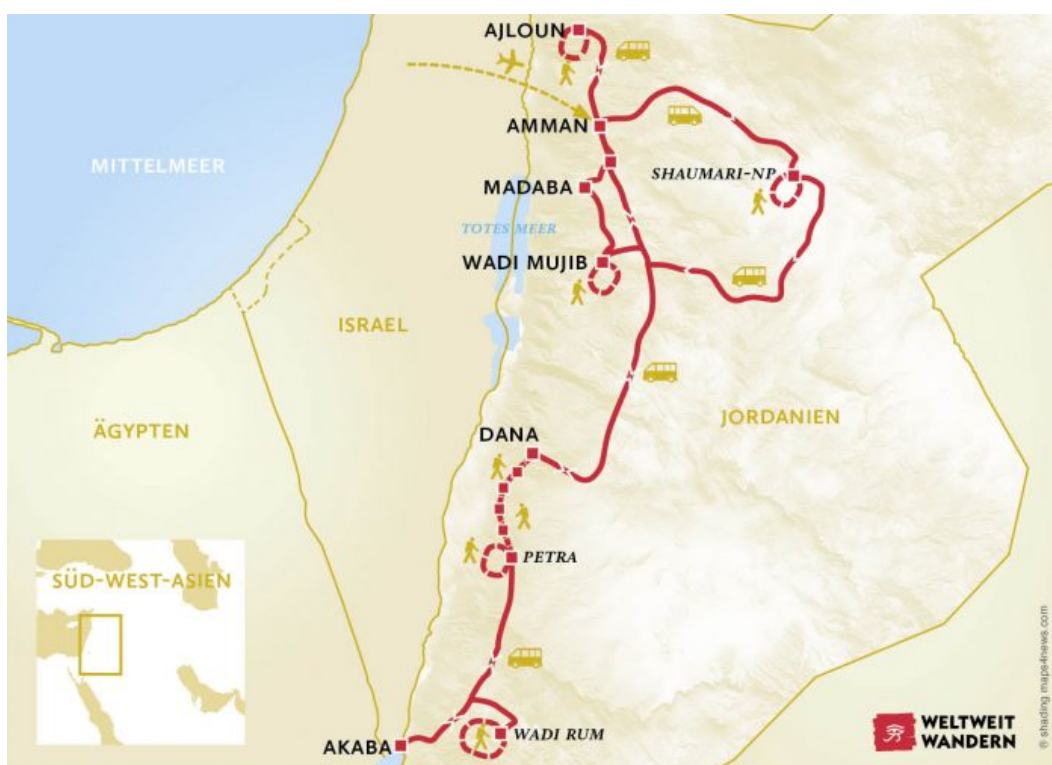 AJLOUN
AMMAN
MITTELMEER
SHAUMARI-NP
MADABA
TOTES MEER
WADI MUJIB
ISRAEL
JORDANIEN
ÄGYPTEN
DANA
PETRA
SÜD-WEST-ASIEN
WADI RUM
AKABA
WELTWEIT
WANDERN
© shading maps4news.com